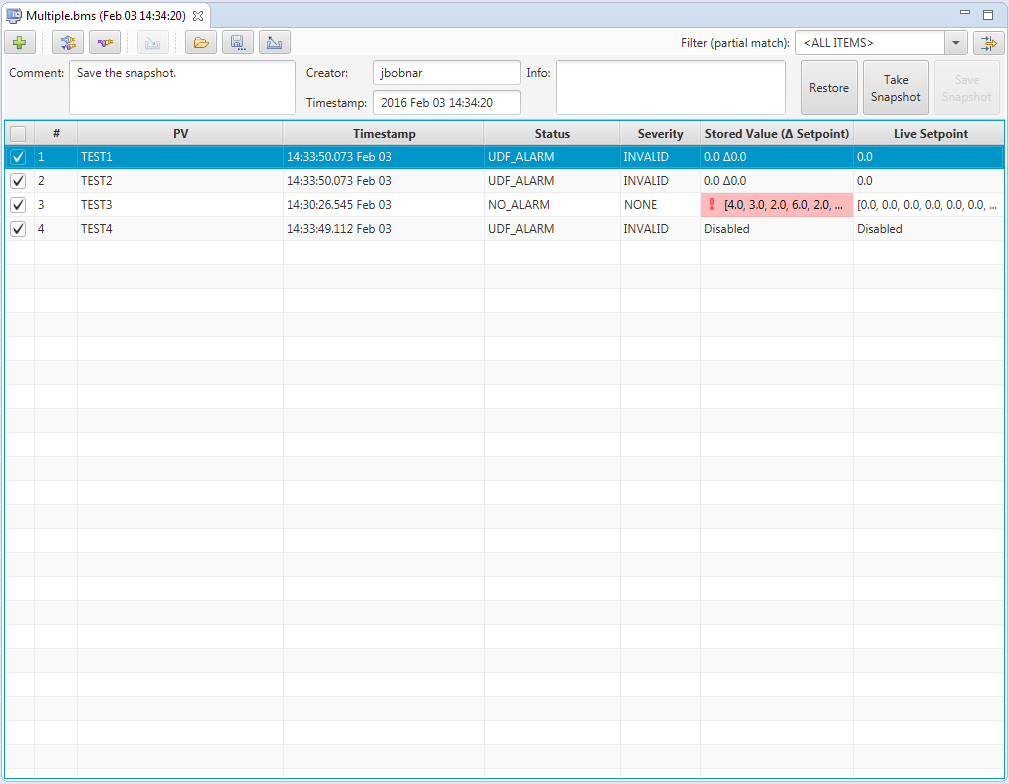 Multiple.bms (Feb 03 14:34:20)
Filter (partial match): <ALL ITEMS>
Comment: Save the snapshot. Creator: jbobnar Info:
Timestamp: 2016 Feb 03 14:34:20
Restore Take Snapshot Save Snapshot
# PV Timestamp Status Severity Stored Value (Δ Setpoint) Live Setpoint
1 TEST1 14:33:50.073 Feb 03 UDF_ALARM INVALID 0.0 Δ0.0 0.0
2 TEST2 14:33:50.073 Feb 03 UDF_ALARM INVALID 0.0 Δ0.0 0.0
3 TEST3 14:30:26.545 Feb 03 NO_ALARM NONE [4.0, 3.0, 2.0, 6.0, 2.0, ... [0.0, 0.0, 0.0, 0.0, 0.0, 0.0, ...
4 TEST4 14:33:49.112 Feb 03 UDF_ALARM INVALID Disabled Disabled